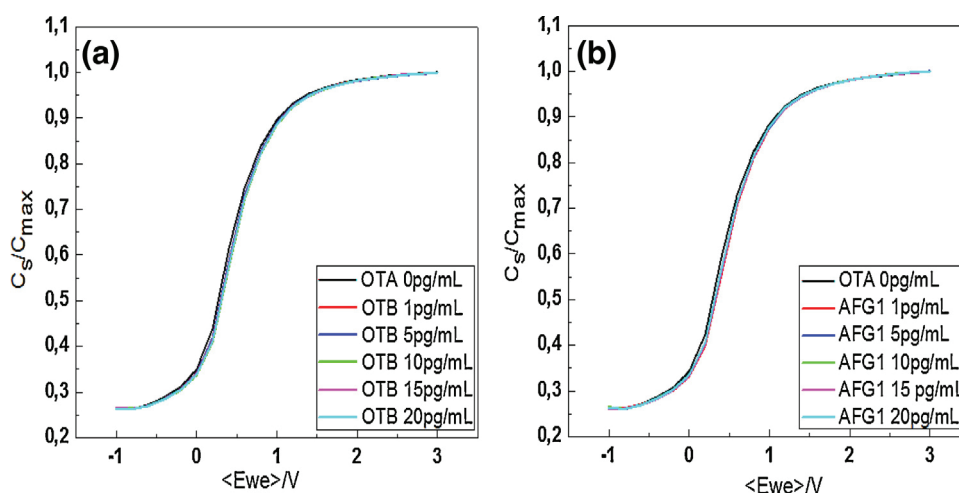 (a)
1,1
1,0
0,9
0,8
0,7
0,6
0,5
0,4
0,3
0,2
Cs/Cmax
OTA 0pg/mL
OTB 1pg/mL
OTB 5pg/mL
OTB 10pg/mL
OTB 15pg/mL
OTB 20pg/mL
-1 0 1 2 3
<Ewe>/V
(b)
1,1
1,0
0,9
0,8
0,7
0,6
0,5
0,4
0,3
0,2
Cs/Cmax
OTA 0pg/mL
AFG1 1pg/mL
AFG1 5pg/mL
AFG1 10pg/mL
AFG1 15 pg/mL
AFG1 20pg/mL
-1 0 1 2 3
<Ewe>/V